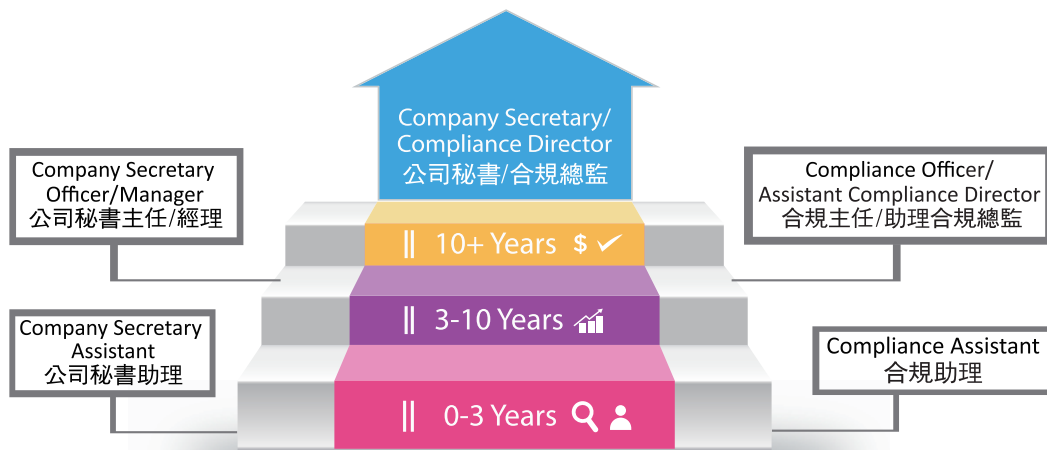 Company Secretary/
Compliance Director
公司秘書/合規總監
Company Secretary
Officer/Manager
公司秘書主任/經理
Compliance Officer/
Assistant Compliance Director
合規主任/助理合規總監
10+ Years $
3-10 Years
Company Secretary
Assistant
公司秘書助理
Compliance Assistant
合規助理
0-3 Years